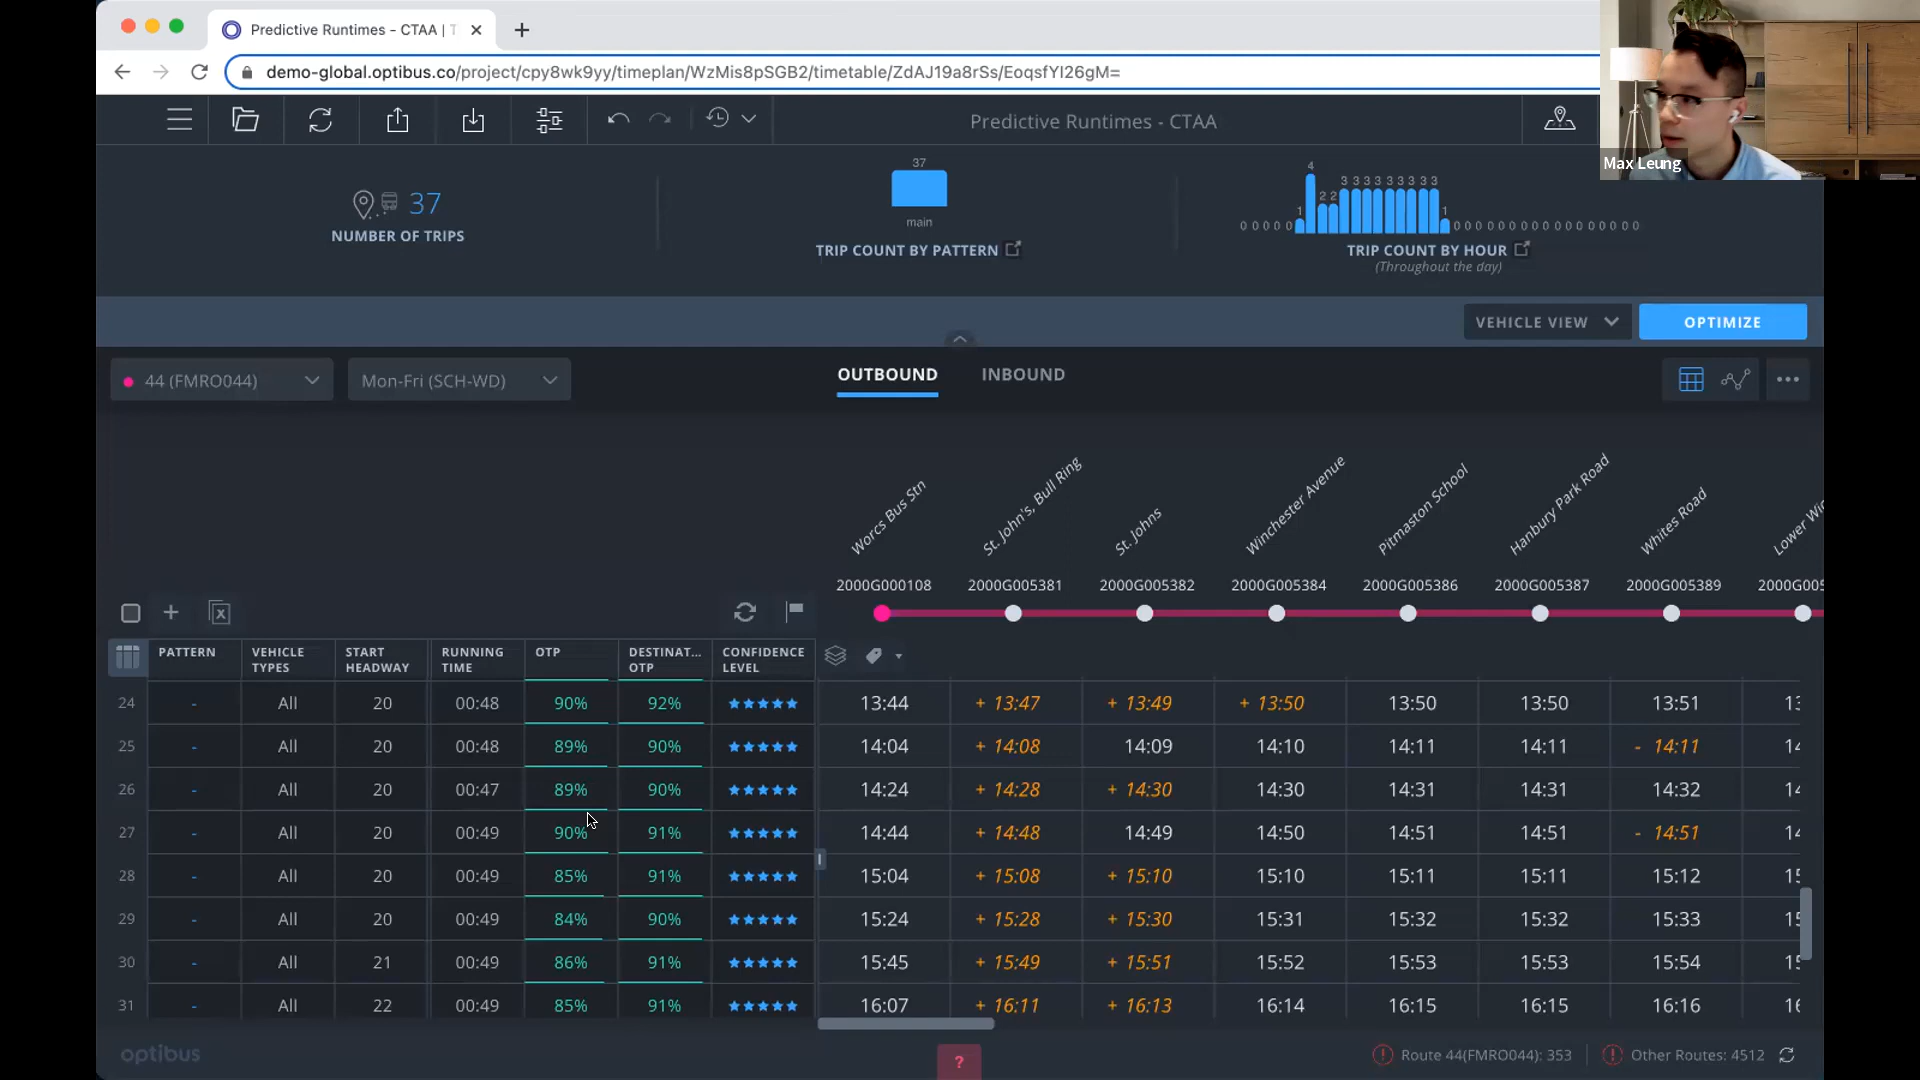 Predictive Runtimes - CTAA | T
demo-global.optibus.co/project/cpy8wk9yy/timeplan/WzMis8pSGB2/timetable/ZdAJ19a8rSs/EoqsfYI26gM=
Predictive Runtimes - CTAA
Max Leung
37
NUMBER OF TRIPS
37
main
TRIP COUNT BY PATTERN
0 0 0 0 0 1 4 2 2 3 3 3 3 3 3 3 3 3 1 0 0 0 0 0 0 0 0 0 0 0 0 0 0 0 0
TRIP COUNT BY HOUR
(Throughout the day)
VEHICLE VIEW
OPTIMIZE
44 (FMRO044)
Mon-Fri (SCH-WD)
OUTBOUND
INBOUND
Worcs Bus Stn
St. John's, Bull Ring
St. Johns
Winchester Avenue
Pitmaston School
Hanbury Park Road
Whites Road
Lower Wi
2000G000108 2000G005381 2000G005382 2000G005384 2000G005386 2000G005387 2000G005389 2000G005
PATTERN VEHICLE TYPES START HEADWAY RUNNING TIME OTP DESTINAT... OTP CONFIDENCE LEVEL
24 - All 20 00:48 90% 92% ★★★★★ 13:44 + 13:47 + 13:49 + 13:50 13:50 13:50 13:51 13
25 - All 20 00:48 89% 90% ★★★★★ 14:04 + 14:08 14:09 14:10 14:11 14:11 - 14:11 14
26 - All 20 00:47 89% 90% ★★★★★ 14:24 + 14:28 + 14:30 14:30 14:31 14:31 14:32 14
27 - All 20 00:49 90% 91% ★★★★★ 14:44 + 14:48 14:49 14:50 14:51 14:51 - 14:51 14
28 - All 20 00:49 85% 91% ★★★★★ 15:04 + 15:08 + 15:10 15:10 15:11 15:11 15:12 15
29 - All 20 00:49 84% 90% ★★★★★ 15:24 + 15:28 + 15:30 15:31 15:32 15:32 15:33 15
30 - All 21 00:49 86% 91% ★★★★★ 15:45 + 15:49 + 15:51 15:52 15:53 15:53 15:54 15
31 - All 22 00:49 85% 91% ★★★★★ 16:07 + 16:11 + 16:13 16:14 16:15 16:15 16:16 16
optibus
?
Route 44(FMRO044): 353
Other Routes: 4512